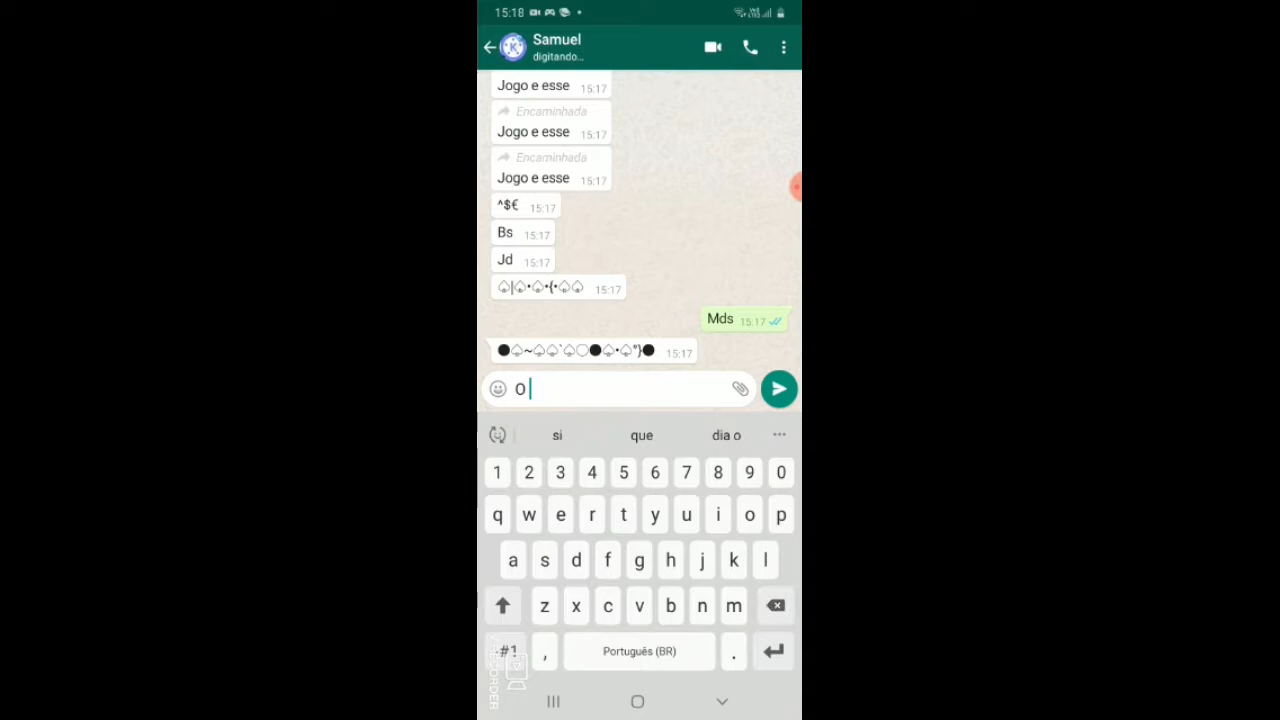 15:18
Samuel
digitando...
Jogo e esse 15:17
Encaminhada
Jogo e esse 15:17
Encaminhada
Jogo e esse 15:17
^$€ 15:17
Bs 15:17
Jd 15:17
♤|♤•♤•{•♤♤ 15:17
Mds 15:17
●♤~♤♤`♤○●♤•♤°}● 15:17
O
si que dia o ...
1 2 3 4 5 6 7 8 9 0
q w e r t y u i o p
a s d f g h j k l
z x c v b n m
#1 , Português (BR) .